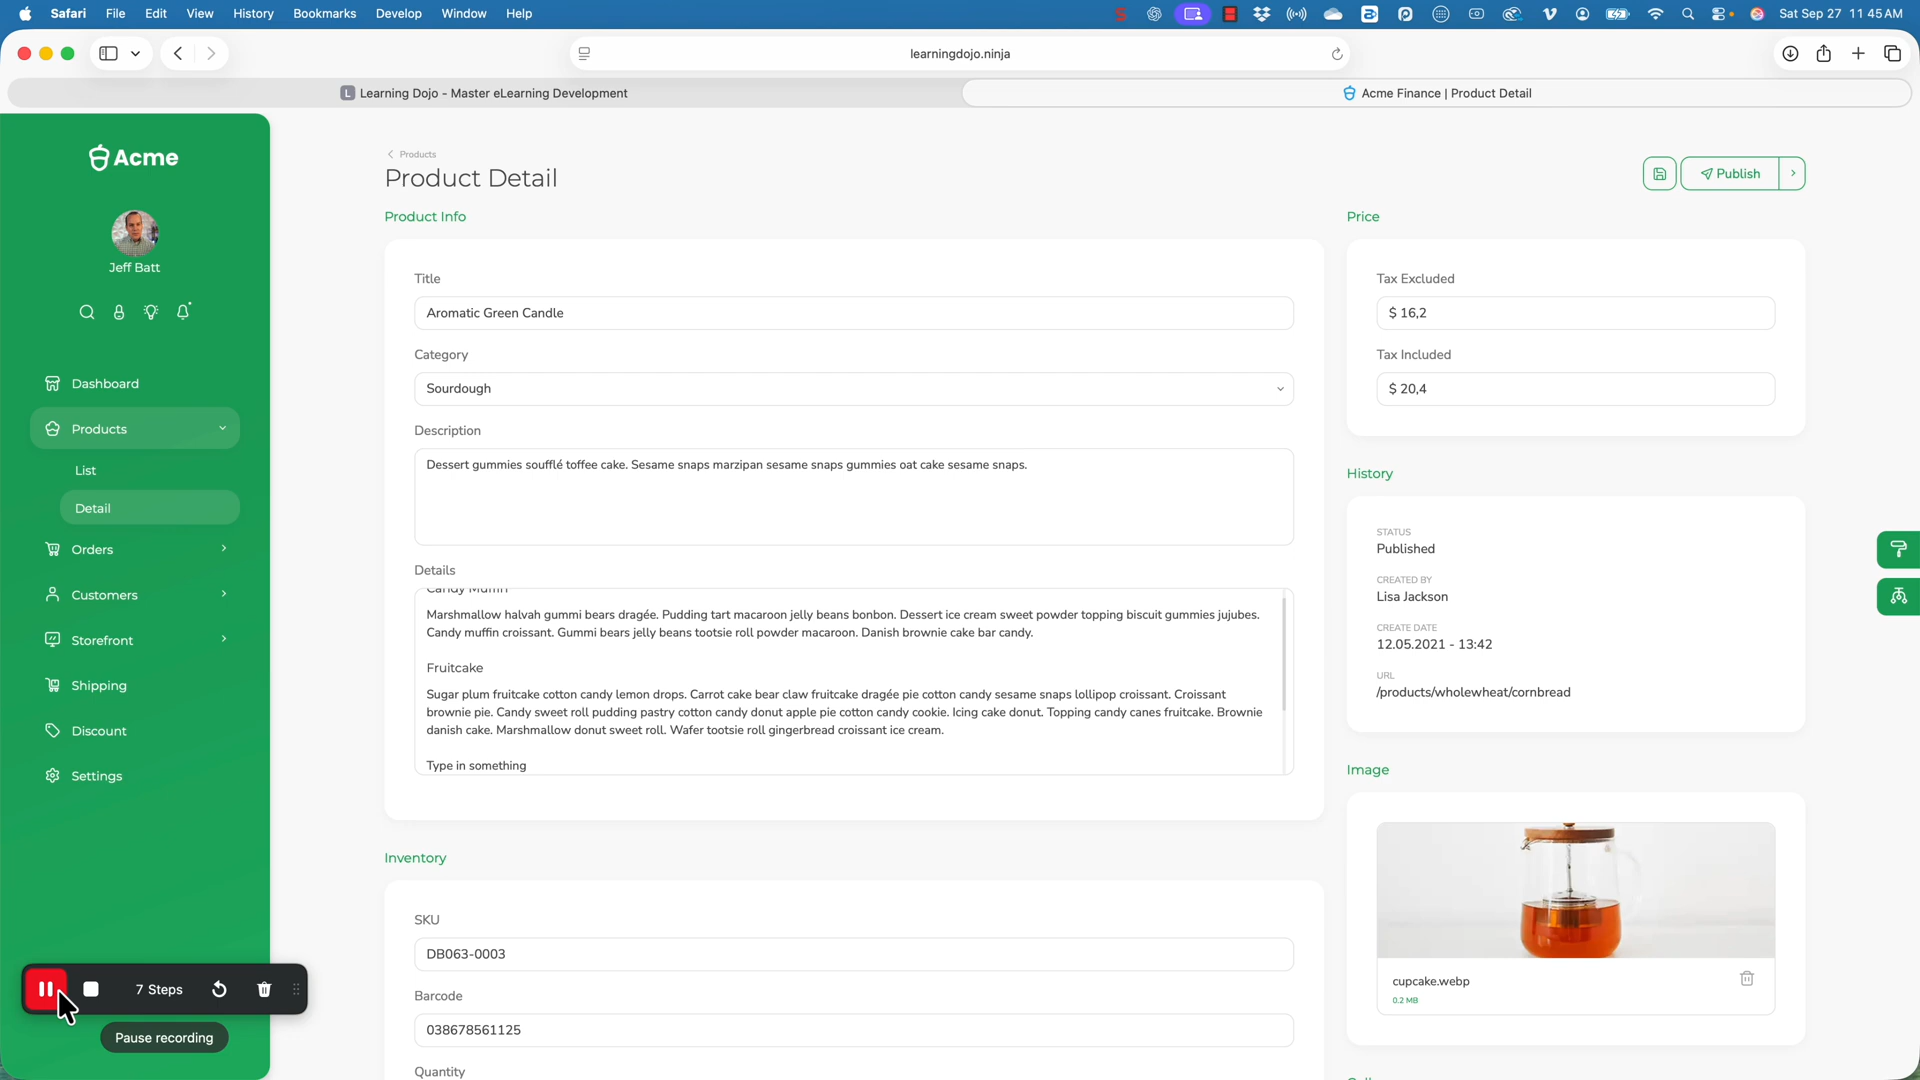 Safari File Edit View History Bookmarks Develop Window Help
Sat Sep 27 11 45 AM
learningdojo.ninja
L Learning Dojo - Master eLearning Development
Acme Finance | Product Detail
Acme
Jeff Batt
Dashboard
Products
List
Detail
Orders
Customers
Storefront
Shipping
Discount
Settings
7 Steps
Pause recording
Products
Product Detail
Publish
Product Info
Title
Aromatic Green Candle
Category
Sourdough
Description
Dessert gummies soufflé toffee cake. Sesame snaps marzipan sesame snaps gummies oat cake sesame snaps.
Details
Candy Muffin
Marshmallow halvah gummi bears dragée. Pudding tart macaroon jelly beans bonbon. Dessert ice cream sweet powder topping biscuit gummies jujubes.
Candy muffin croissant. Gummi bears jelly beans tootsie roll powder macaroon. Danish brownie cake bar candy.
Fruitcake
Sugar plum fruitcake cotton candy lemon drops. Carrot cake bear claw fruitcake dragée pie cotton candy sesame snaps lollipop croissant. Croissant
brownie pie. Candy sweet roll pudding pastry cotton candy donut apple pie cotton candy cookie. Icing cake donut. Topping candy canes fruitcake. Brownie
danish cake. Marshmallow donut sweet roll. Wafer tootsie roll gingerbread croissant ice cream.
Type in something
Inventory
SKU
DB063-0003
Barcode
038678561125
Quantity
Price
Tax Excluded
$ 16,2
Tax Included
$ 20,4
History
STATUS
Published
CREATED BY
Lisa Jackson
CREATE DATE
12.05.2021 - 13:42
URL
/products/wholewheat/cornbread
Image
cupcake.webp
0.2 MB